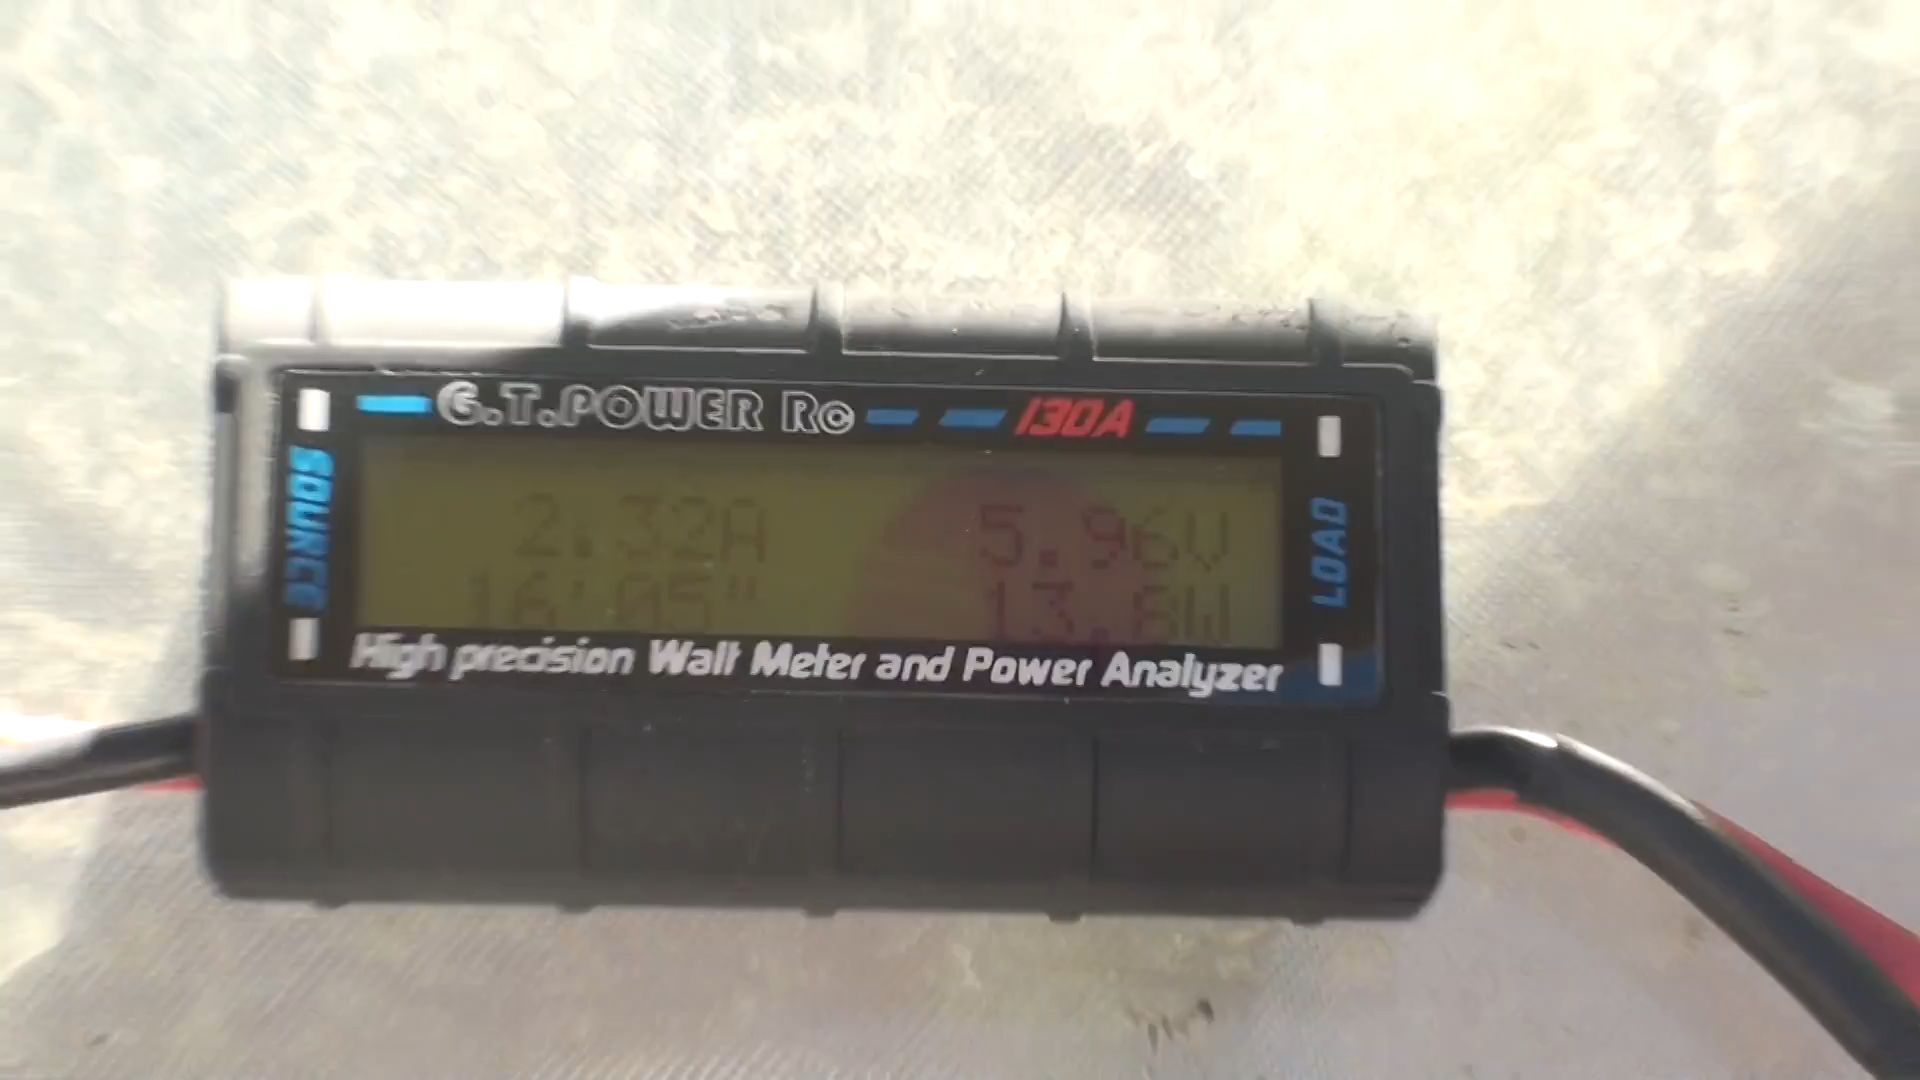 G.T.POWER RC 130A
SOURCE
2.32A 5.96V
16'05" 13.8W
LOAD
High precision Watt Meter and Power Analyzer